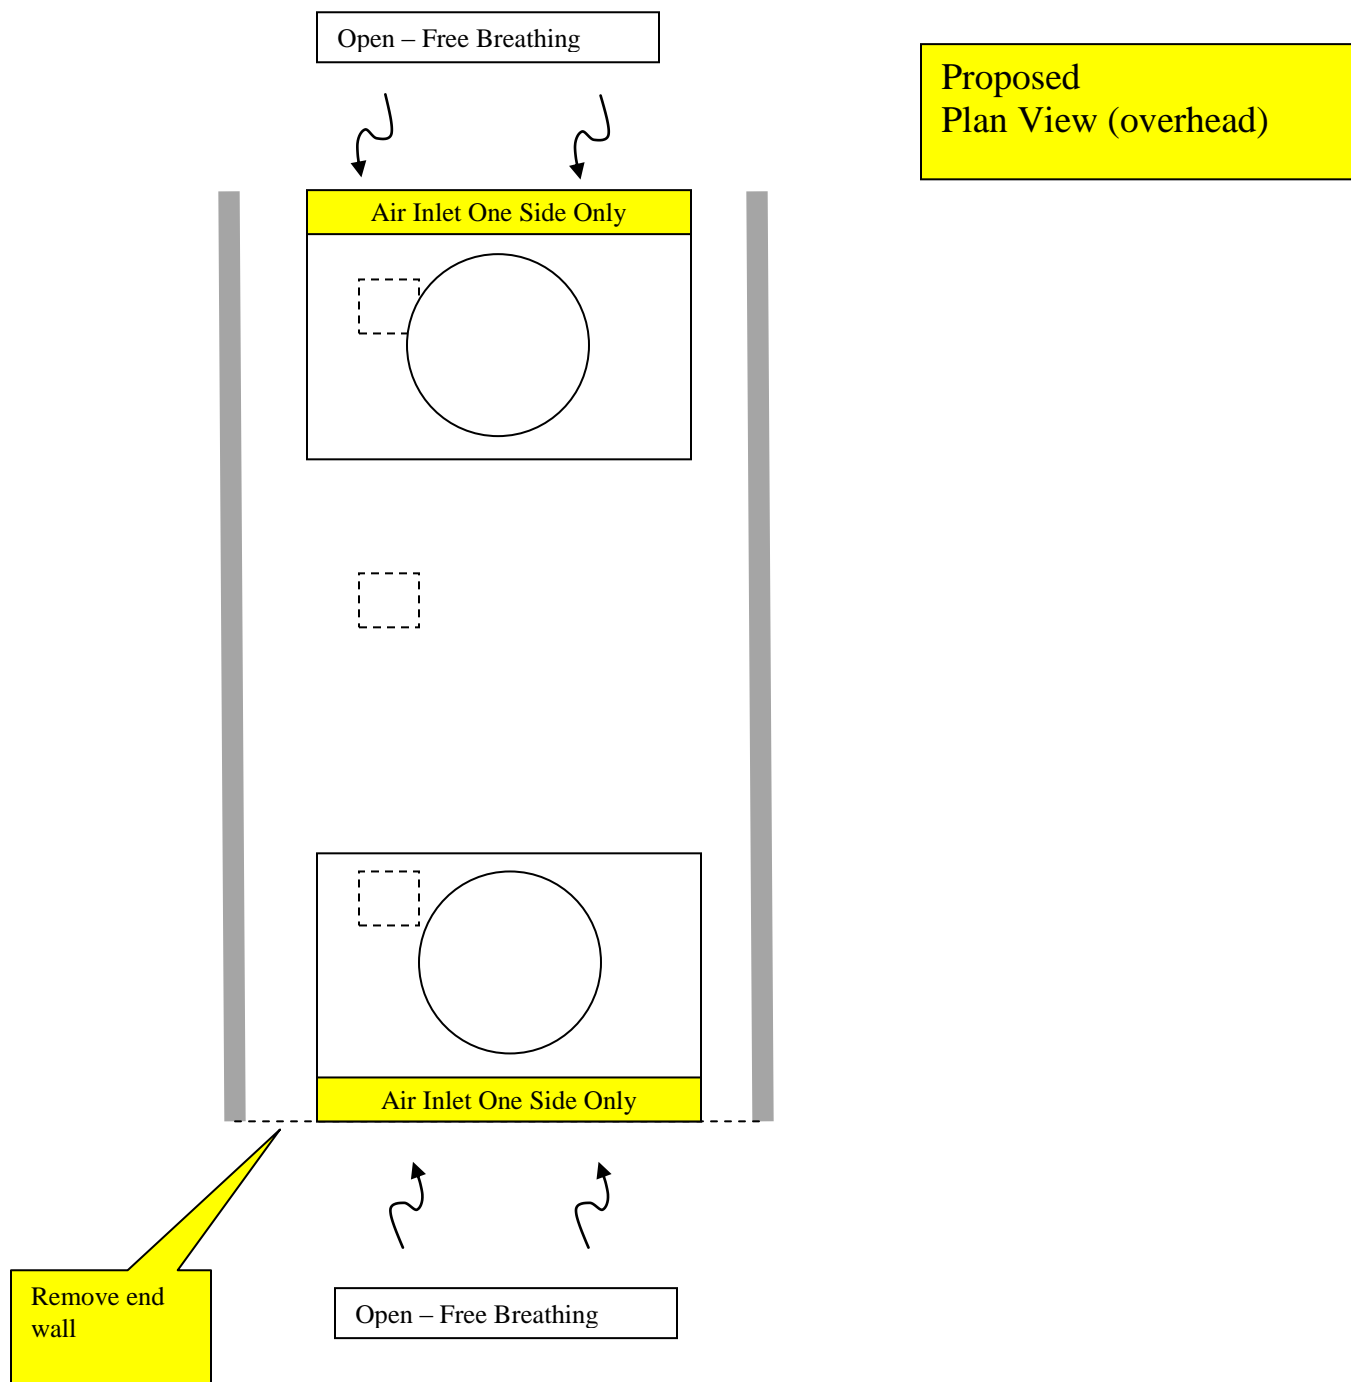 Open – Free Breathing
Proposed
Plan View (overhead)
Air Inlet One Side Only
Air Inlet One Side Only
Remove end
wall
Open – Free Breathing